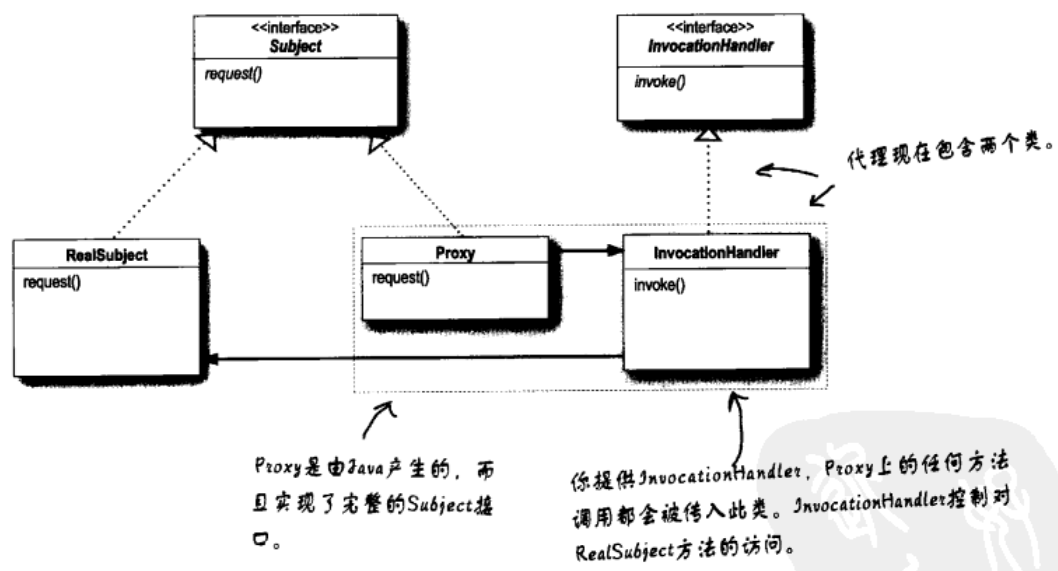 <<interface>>
Subject
request()
<<interface>>
InvocationHandler
invoke()
代理现在包含两个类。
RealSubject
request()
Proxy
request()
InvocationHandler
invoke()
Proxy是由Java产生的，而
且实现了完整的Subject接
口。
你提供InvocationHandler，Proxy上的任何方法
调用都会被传入此类。InvocationHandler控制对
RealSubject方法的访问。